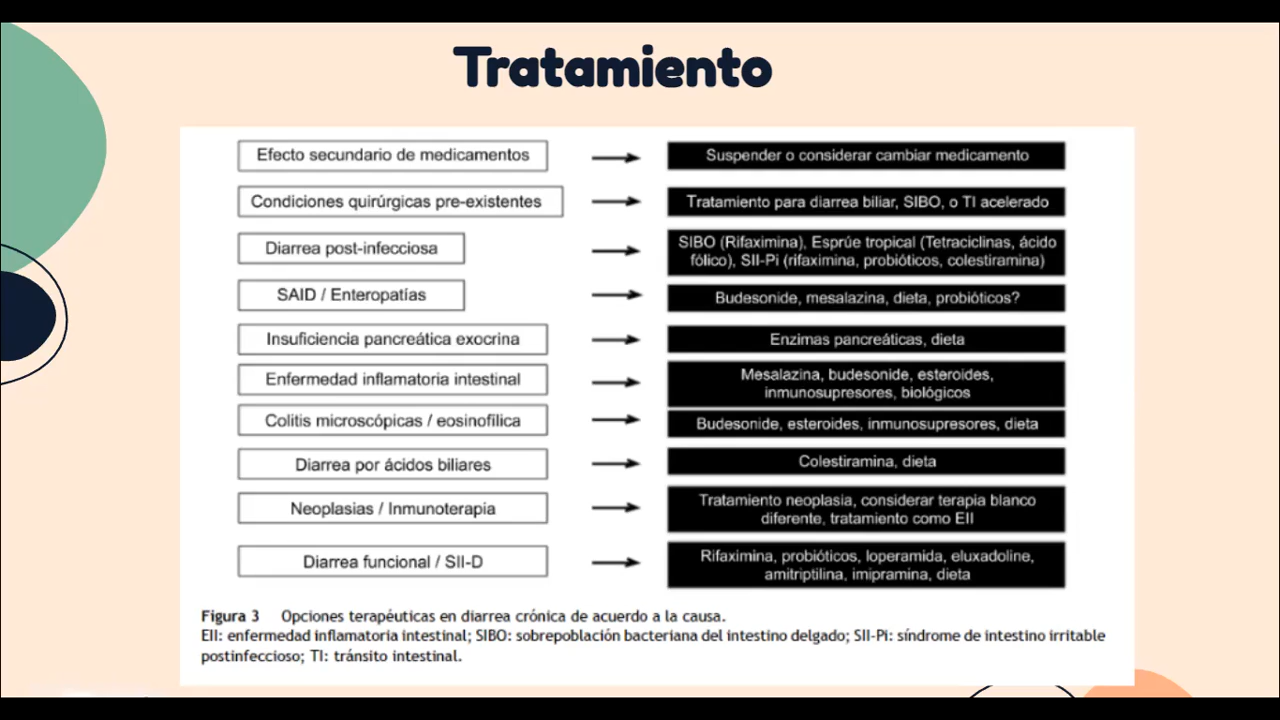 Tratamiento
Efecto secundario de medicamentos
Suspender o considerar cambiar medicamento
Condiciones quirúrgicas pre-existentes
Tratamiento para diarrea biliar, SIBO, o TI acelerado
Diarrea post-infecciosa
SIBO (Rifaximina), Esprúe tropical (Tetraciclinas, ácido
fólico), SII-Pi (rifaximina, probióticos, colestiramina)
SAID / Enteropatías
Budesonide, mesalazina, dieta, probióticos?
Insuficiencia pancreática exocrina
Enzimas pancreáticas, dieta
Enfermedad inflamatoria intestinal
Mesalazina, budesonide, esteroides,
inmunosupresores, biológicos
Colitis microscópicas / eosinofílica
Budesonide, esteroides, inmunosupresores, dieta
Diarrea por ácidos biliares
Colestiramina, dieta
Neoplasias / Inmunoterapia
Tratamiento neoplasia, considerar terapia blanco
diferente, tratamiento como EII
Diarrea funcional / SII-D
Rifaximina, probióticos, loperamida, eluxadoline,
amitriptilina, imipramina, dieta
Figura 3 Opciones terapéuticas en diarrea crónica de acuerdo a la causa.
EII: enfermedad inflamatoria intestinal; SIBO: sobrepoblación bacteriana del intestino delgado; SII-Pi: síndrome de intestino irritable
postinfeccioso; TI: tránsito intestinal.